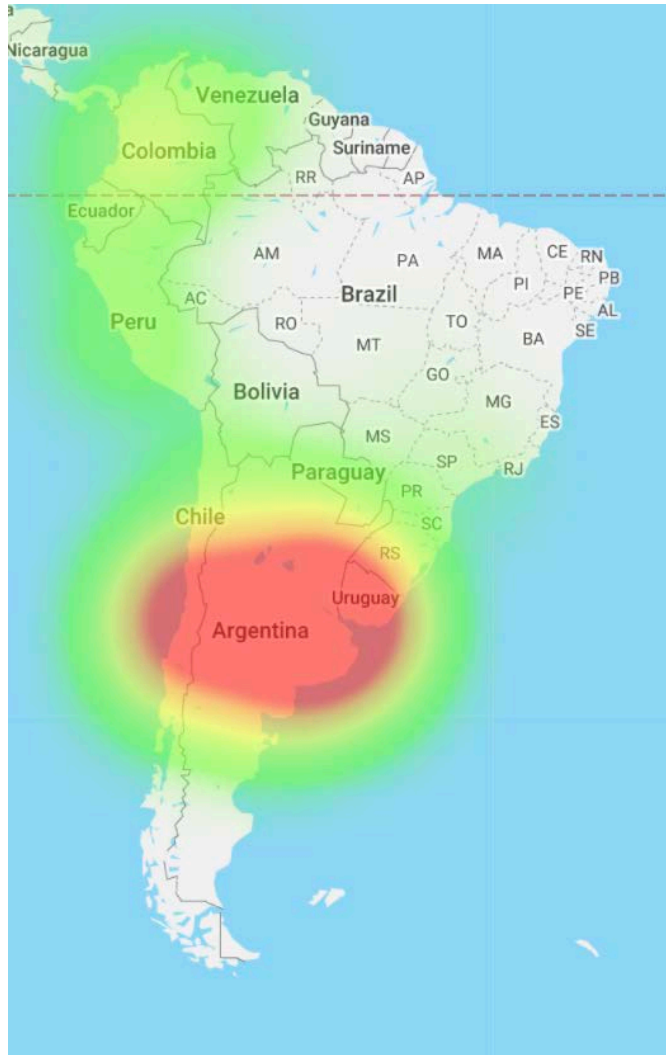 a
Nicaragua
Venezuela
Guyana
Colombia
Suriname
RR
AP
Ecuador
AM
PA
MA
CE
RN
PI
PB
Brazil
PE
AC
AL
Peru
RO
TO
SE
MT
BA
GO
Bolivia
MG
ES
MS
SP
Paraguay
RJ
PR
Chile
SC
RS
Uruguay
Argentina